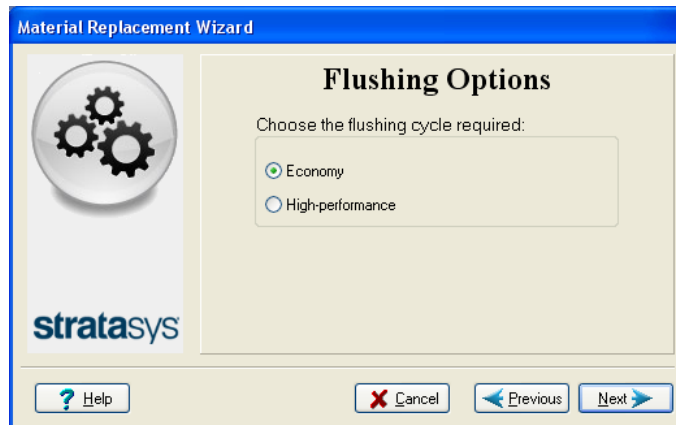 Material Replacement Wizard
Flushing Options
Choose the flushing cycle required:
Economy
High-performance
stratasys
? Help
Cancel
Previous
Next